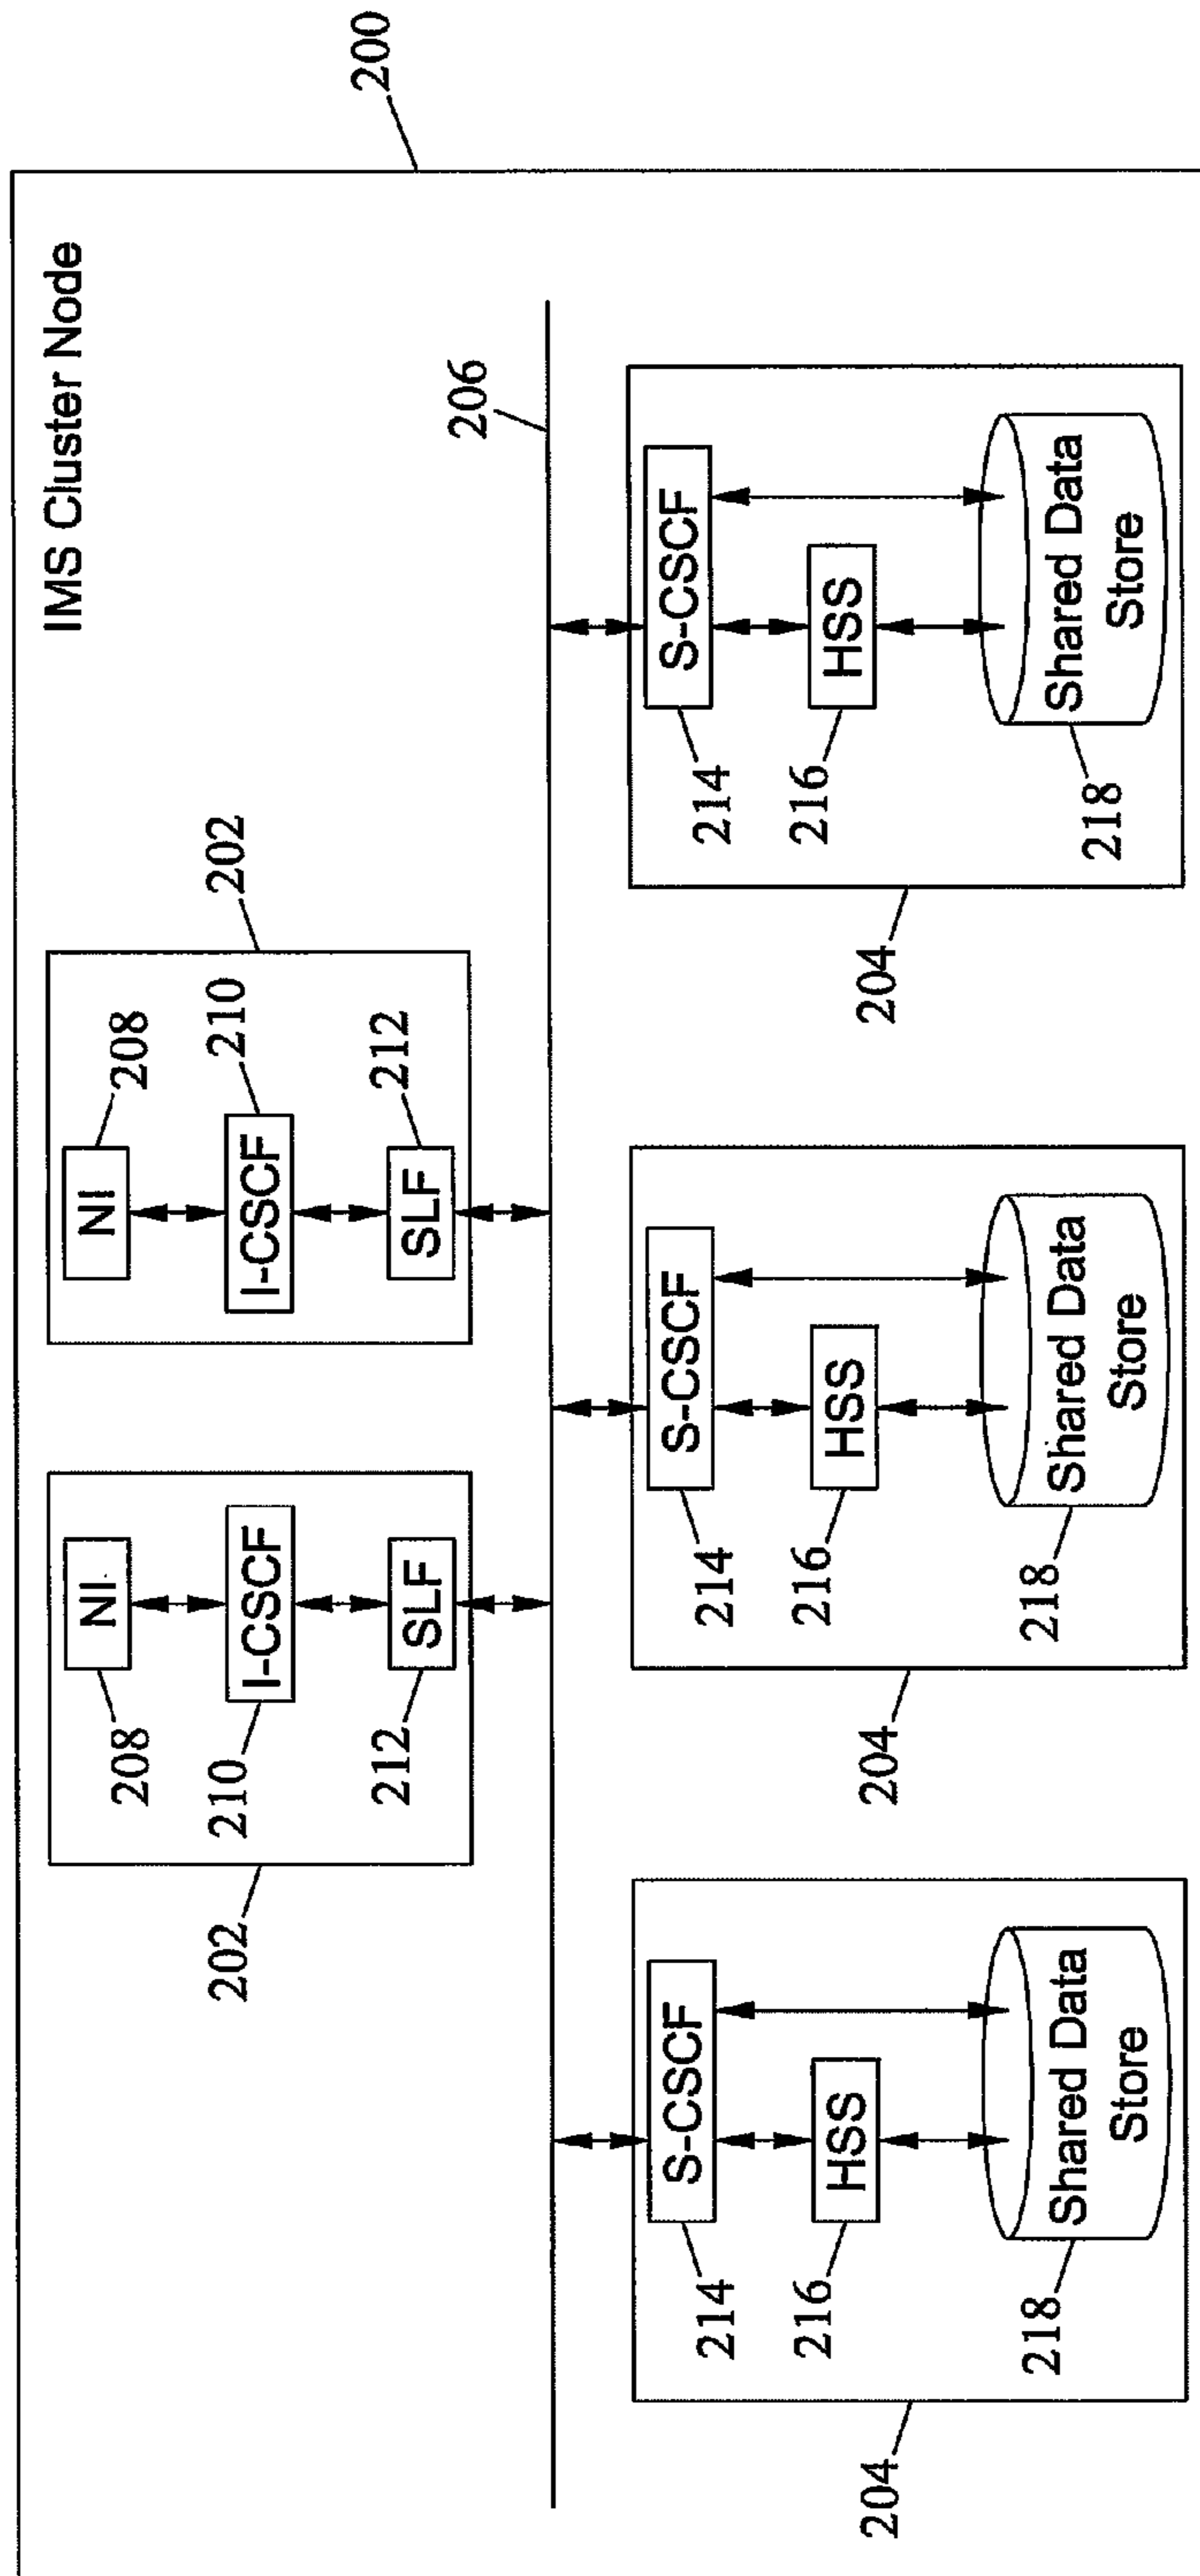 IMS Cluster Node
200
202
NI
208
I-CSCF
210
SLF
212
202
NI
208
I-CSCF
210
SLF
212
206
204
S-CSCF
214
HSS
216
Shared Data
Store
218
204
S-CSCF
214
HSS
216
Shared Data
Store
218
204
S-CSCF
214
HSS
216
Shared Data
Store
218